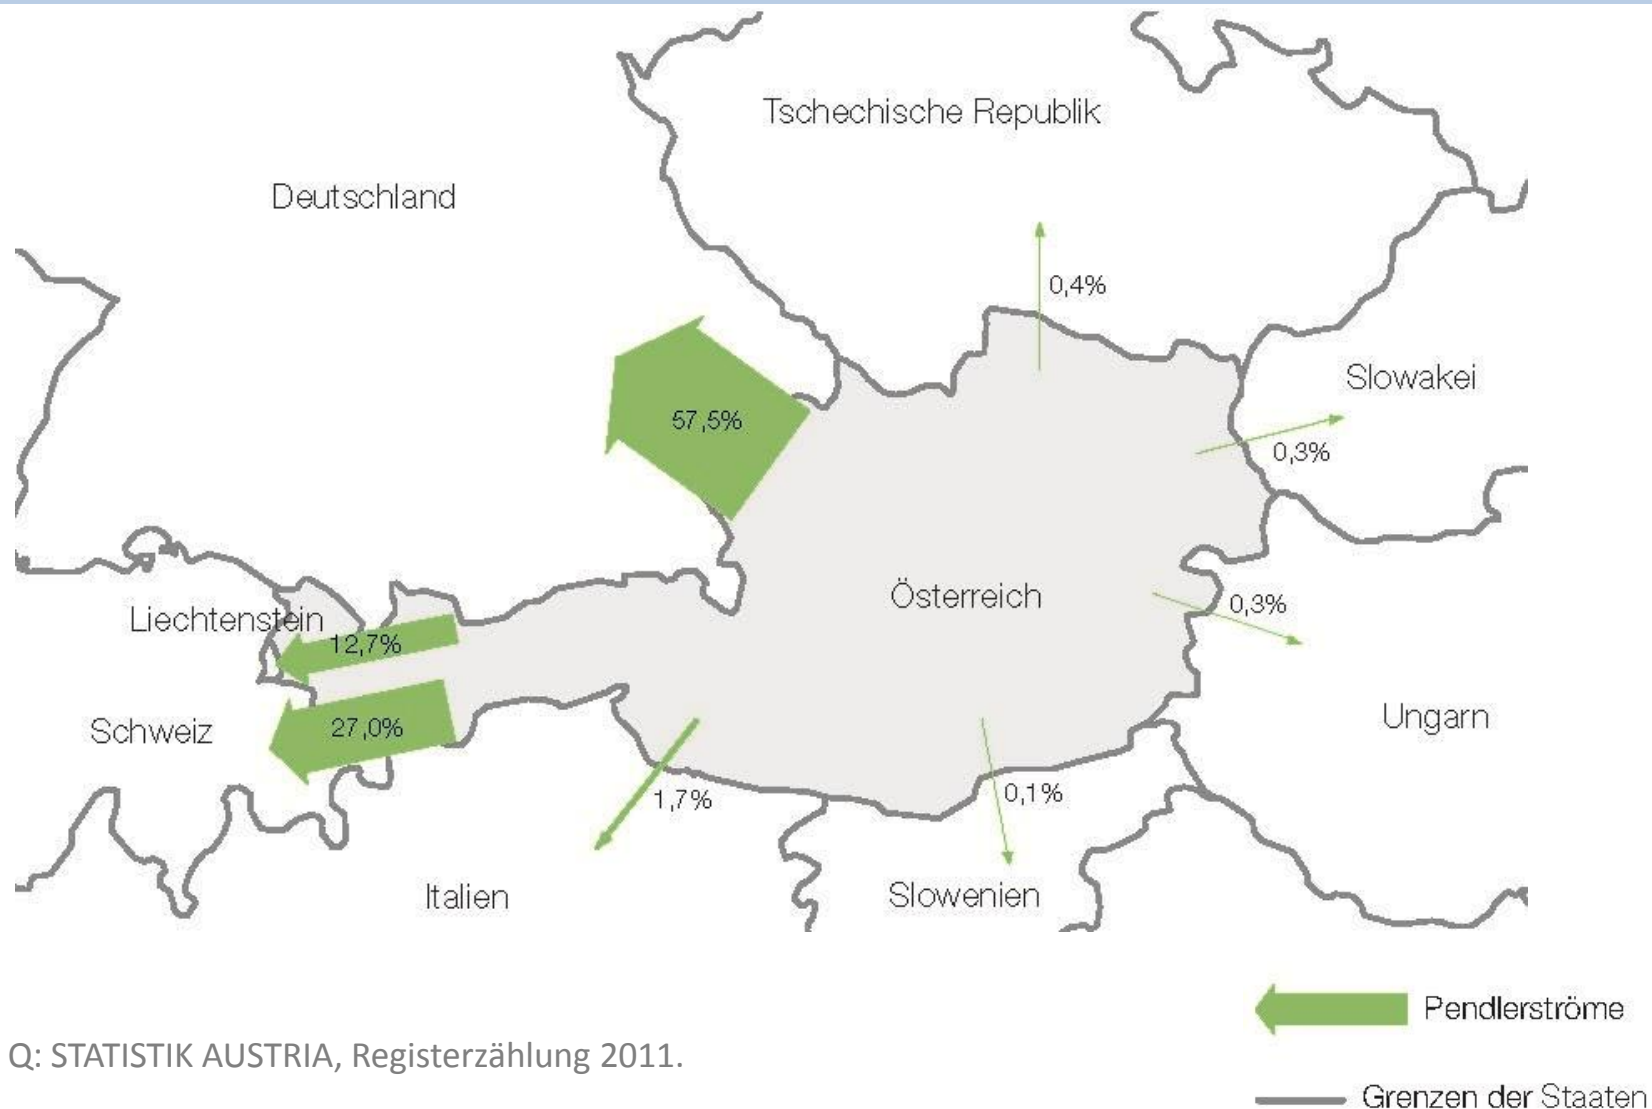 Tschechische Republik
Deutschland
0,4%
Slowakei
57,5%
0,3%
Österreich
0,3%
Liechtenstein
12,7%
Schweiz
27,0%
Ungarn
1,7%
0,1%
Italien
Slowenien
Pendlerströme
Q: STATISTIK AUSTRIA, Registerzählung 2011.
Grenzen der Staaten